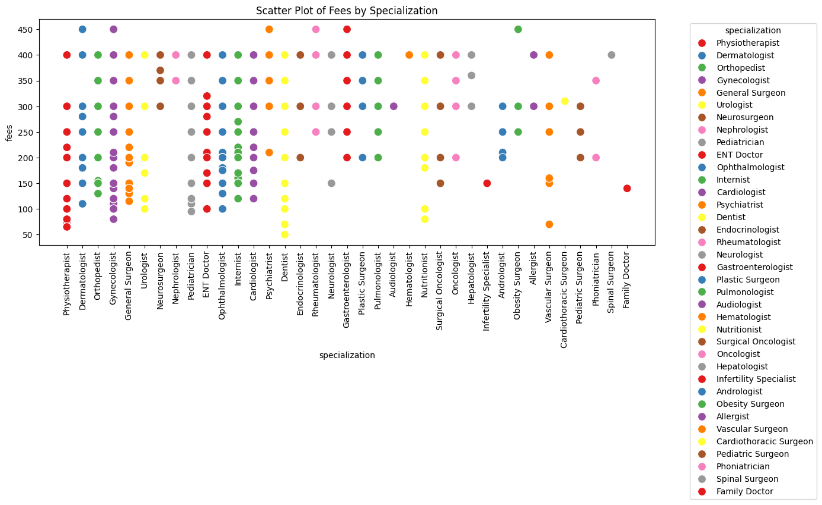 Scatter Plot of Fees by Specialization
fees
450
400
350
300
250
200
150
100
50
Physiotherapist
Dermatologist
Orthopedist
Gynecologist
General Surgeon
Urologist
Neurosurgeon
Nephrologist
Pediatrician
ENT Doctor
Ophthalmologist
Internist
Cardiologist
Psychiatrist
Dentist
Endocrinologist
Rheumatologist
Neurologist
Gastroenterologist
Plastic Surgeon
Pulmonologist
Audiologist
Hematologist
Nutritionist
Surgical Oncologist
Oncologist
Hepatologist
Infertility Specialist
Andrologist
Obesity Surgeon
Allergist
Vascular Surgeon
Cardiothoracic Surgeon
Pediatric Surgeon
Phoniatrician
Spinal Surgeon
Family Doctor
specialization
specialization
Physiotherapist
Dermatologist
Orthopedist
Gynecologist
General Surgeon
Urologist
Neurosurgeon
Nephrologist
Pediatrician
ENT Doctor
Ophthalmologist
Internist
Cardiologist
Psychiatrist
Dentist
Endocrinologist
Rheumatologist
Neurologist
Gastroenterologist
Plastic Surgeon
Pulmonologist
Audiologist
Hematologist
Nutritionist
Surgical Oncologist
Oncologist
Hepatologist
Infertility Specialist
Andrologist
Obesity Surgeon
Allergist
Vascular Surgeon
Cardiothoracic Surgeon
Pediatric Surgeon
Phoniatrician
Spinal Surgeon
Family Doctor